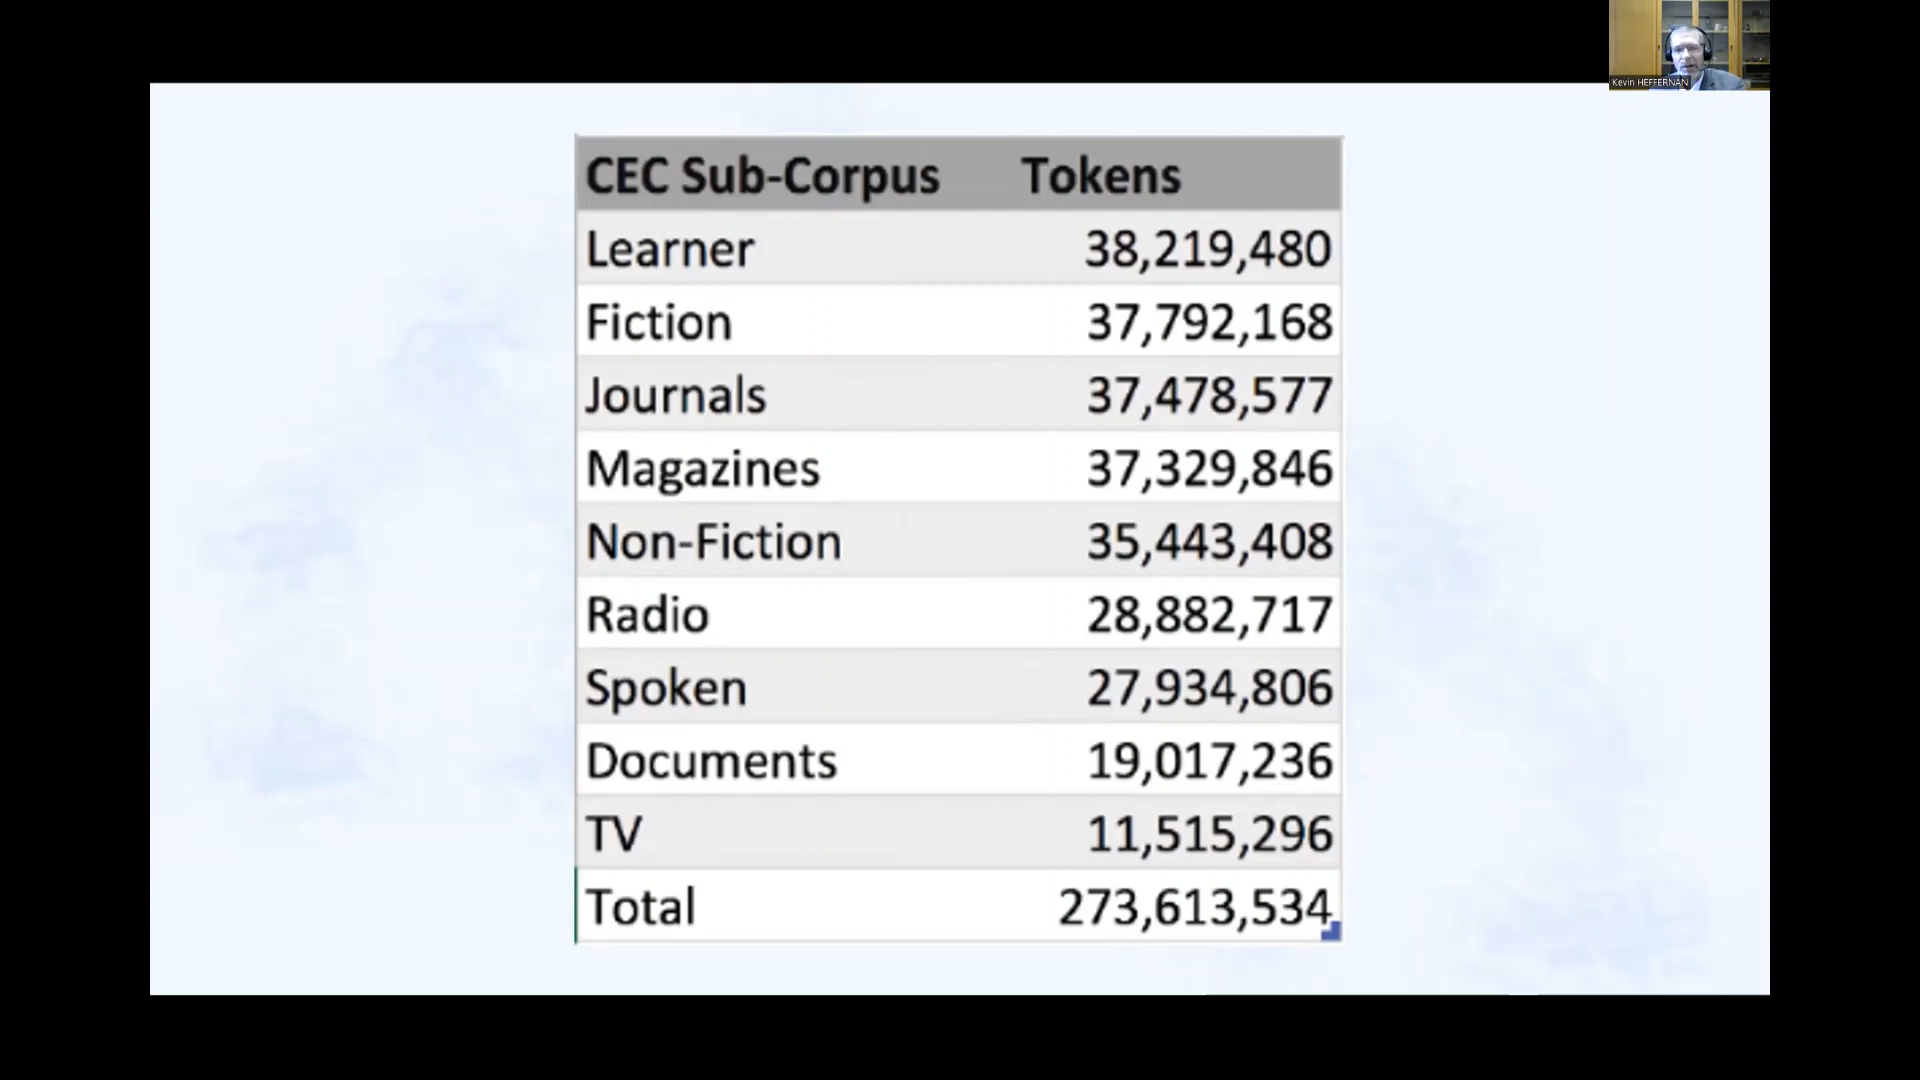 Kevin HEFFERNAN
CEC Sub-Corpus Tokens
Learner 38,219,480
Fiction 37,792,168
Journals 37,478,577
Magazines 37,329,846
Non-Fiction 35,443,408
Radio 28,882,717
Spoken 27,934,806
Documents 19,017,236
TV 11,515,296
Total 273,613,534